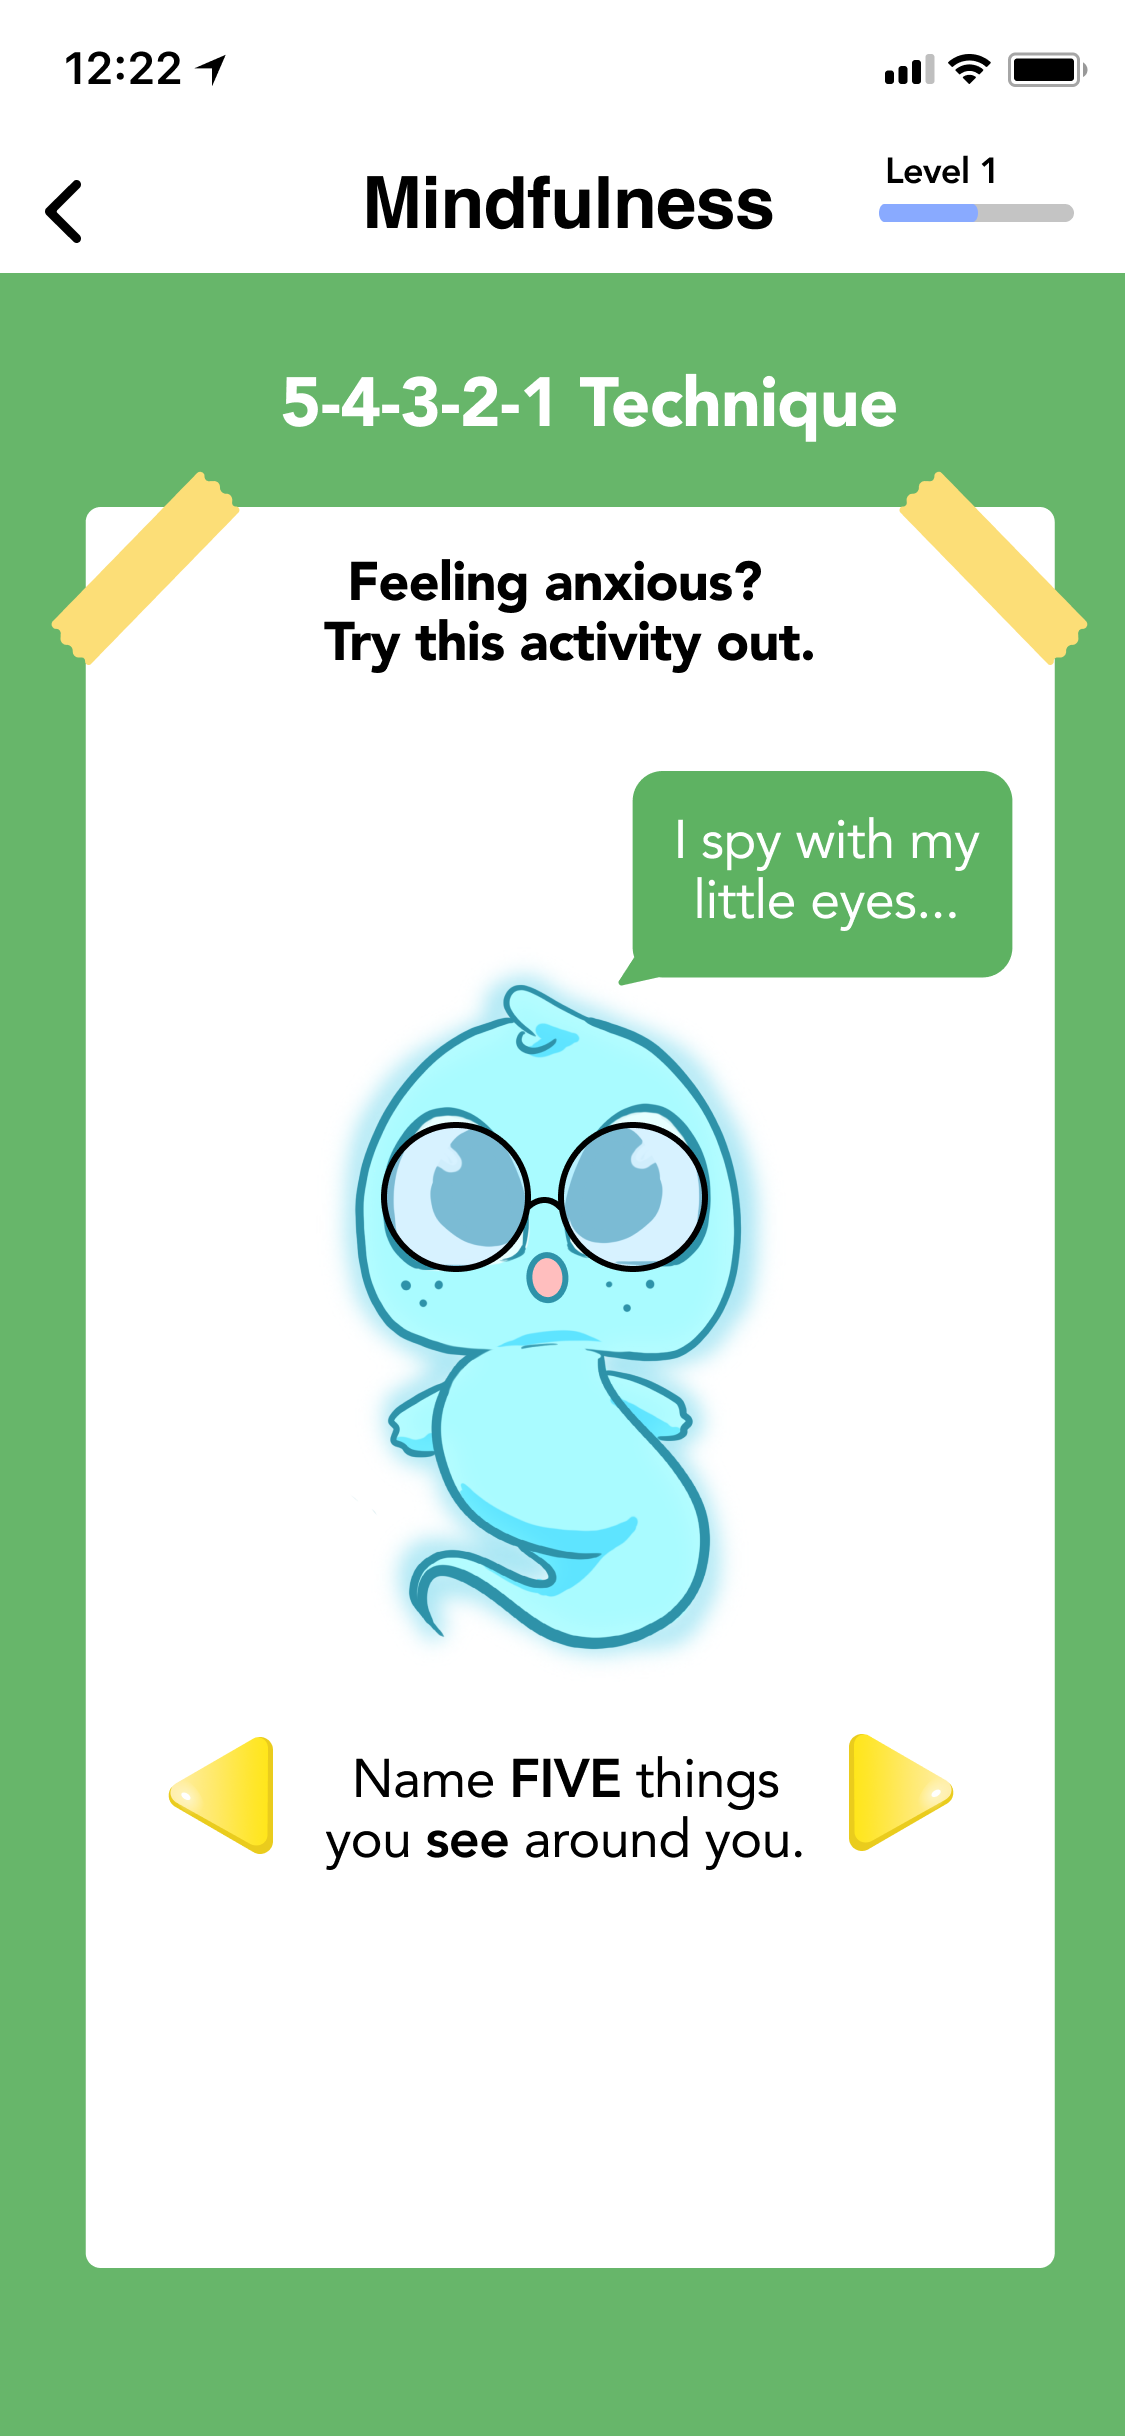 12:22
Mindfulness
Level 1
5-4-3-2-1 Technique
Feeling anxious?
Try this activity out.
I spy with my
little eyes...
Name FIVE things
you see around you.